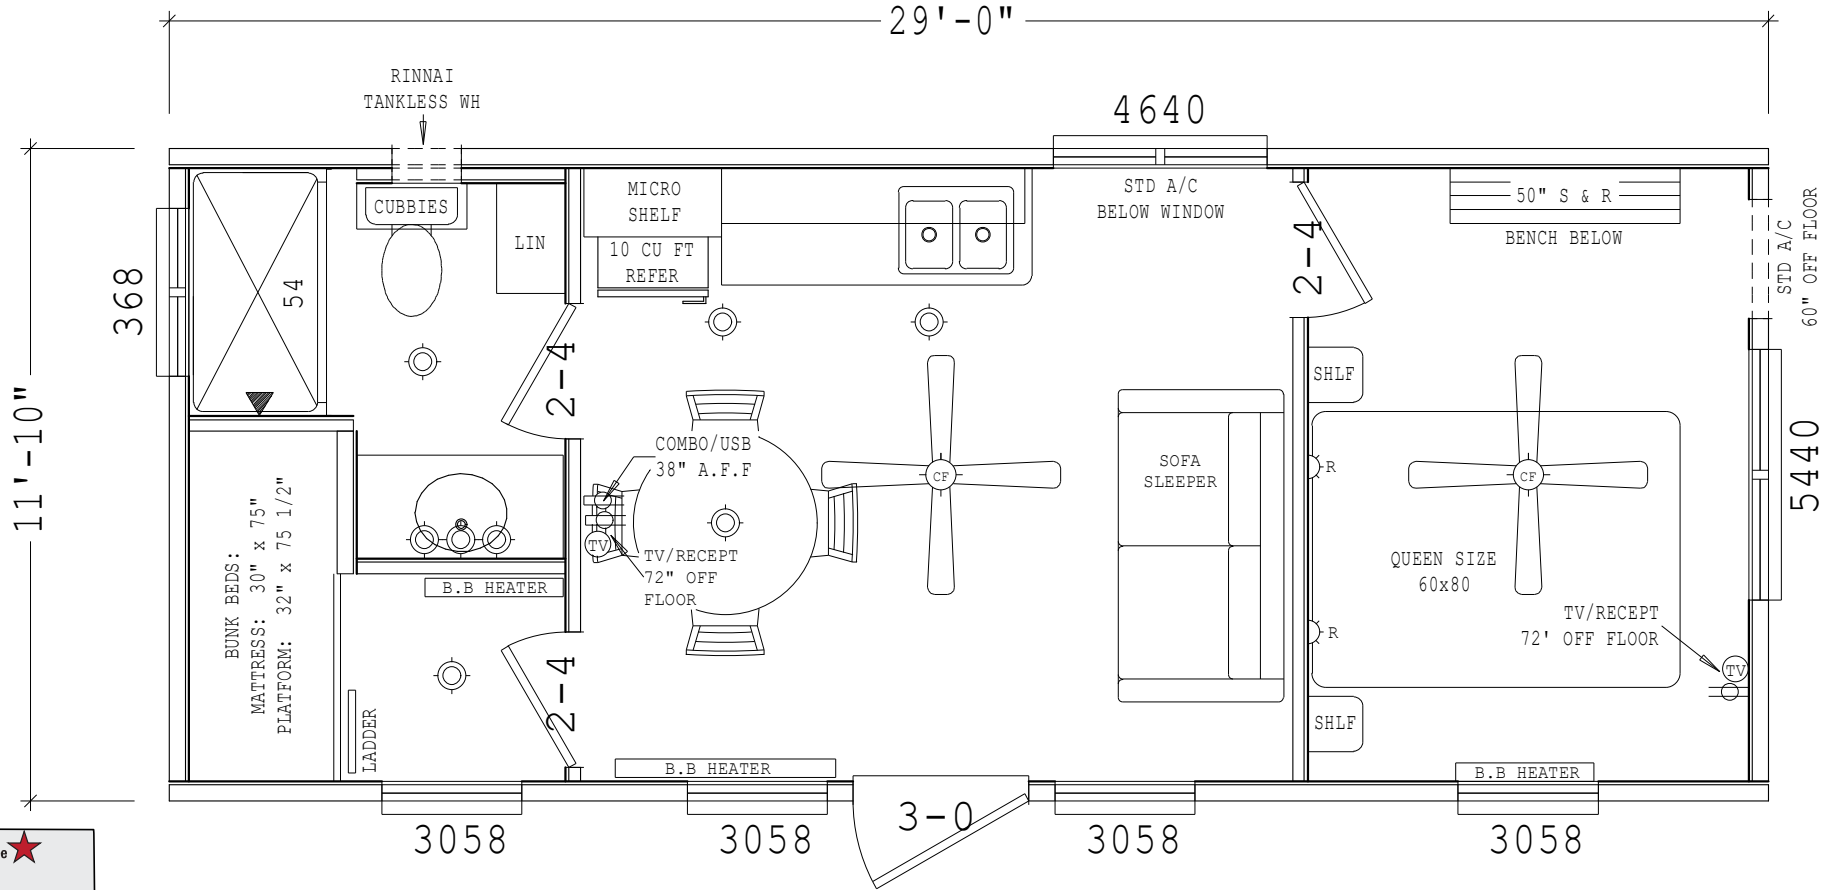 29'-0"
RINNAI
TANKLESS WH
4640
11'-10"
368
54
CUBBIES
LIN
MICRO
SHELF
10 CU FT
REFER
STD A/C
BELOW WINDOW
2-4
50" S & R
BENCH BELOW
STD A/C
60" OFF FLOOR
2-4
SHLF
COMBO/USB
38" A.F.F
CF
SOFA
SLEEPER
R
CF
5440
TV
TV/RECEPT
72" OFF
FLOOR
QUEEN SIZE
60x80
BUNK BEDS:
MATTRESS: 30" x 75"
PLATFORM: 32" x 75 1/2"
B.B HEATER
R
TV/RECEPT
72' OFF FLOOR
TV
2-4
LADDER
SHLF
B.B HEATER
B.B HEATER
3058
3058
3-0
3058
3058
e